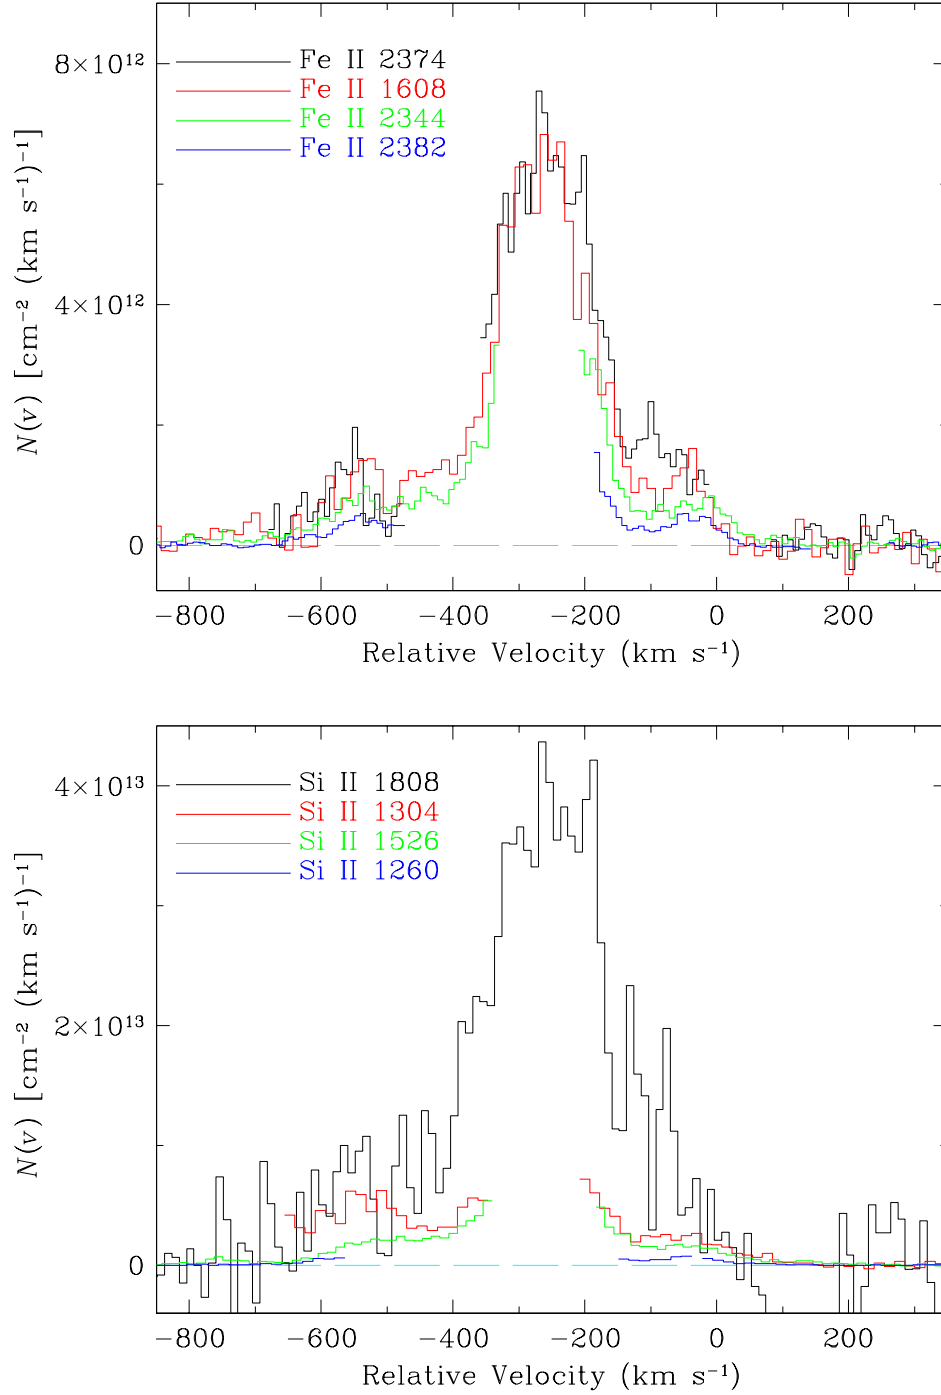 8×10¹²
Fe II 2374
Fe II 1608
Fe II 2344
Fe II 2382
4×10¹²
0
N(v) [cm⁻² (km s⁻¹)⁻¹]
−800 −600 −400 −200 0 200
Relative Velocity (km s⁻¹)
4×10¹³
Si II 1808
Si II 1304
Si II 1526
Si II 1260
2×10¹³
0
N(v) [cm⁻² (km s⁻¹)⁻¹]
−800 −600 −400 −200 0 200
Relative Velocity (km s⁻¹)